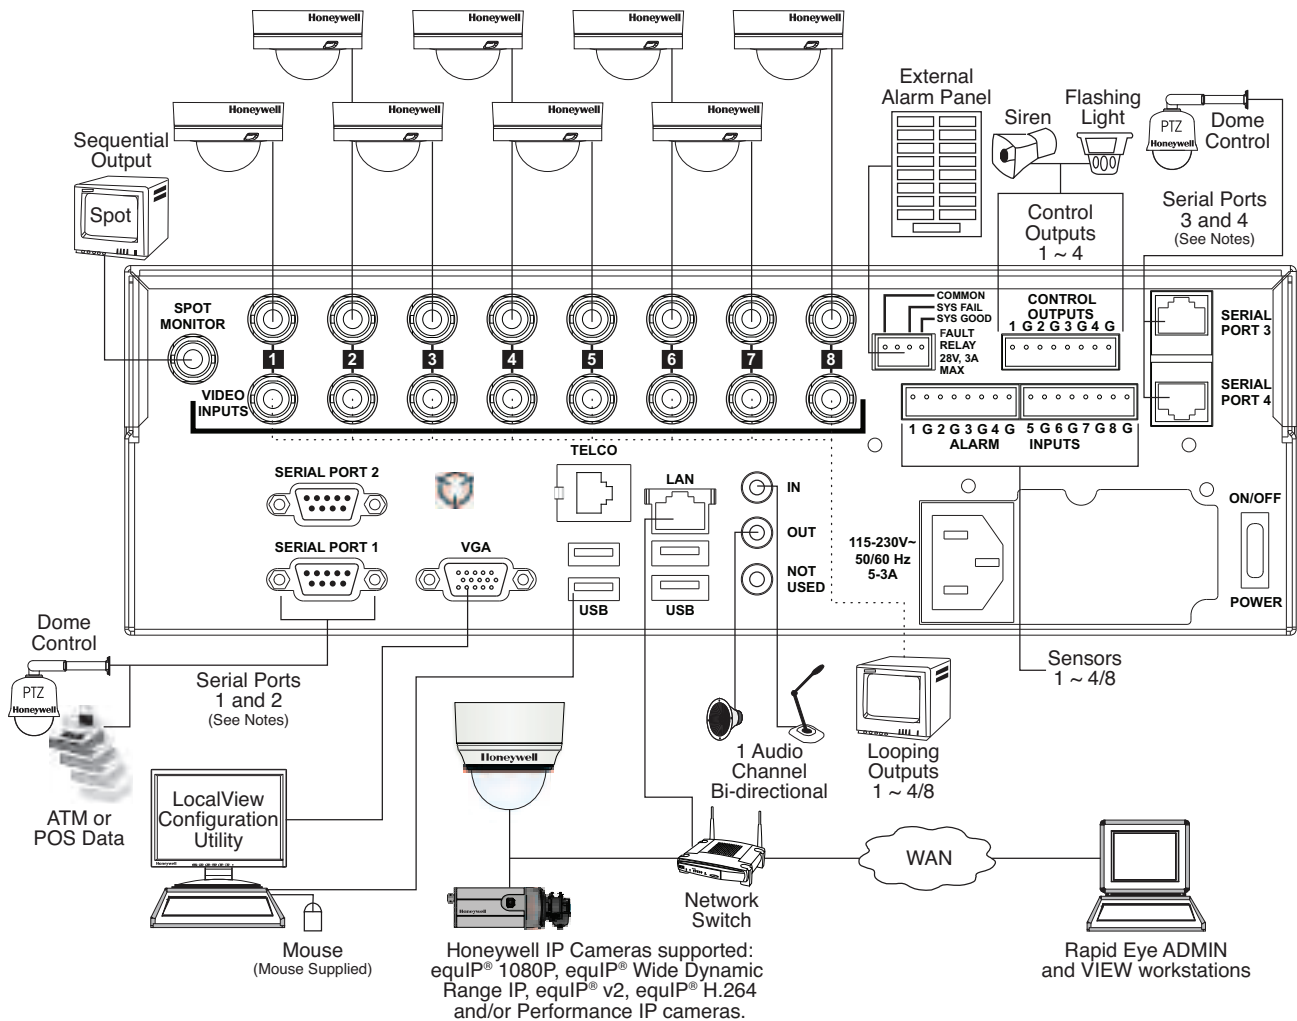 Honeywell Honeywell Honeywell Honeywell
Honeywell Honeywell Honeywell Honeywell
Sequential
Output
Spot
External
Alarm Panel
Siren
Flashing
Light
PTZ
Honeywell
Dome
Control
Control
Outputs
1 ~ 4
Serial Ports
3 and 4
(See Notes)
SPOT
MONITOR
VIDEO
INPUTS
1 2 3 4 5 6 7 8
COMMON
SYS FAIL
SYS GOOD
FAULT
RELAY
28V, 3A
MAX
CONTROL
OUTPUTS
1 G 2 G 3 G 4 G
SERIAL
PORT 3
SERIAL
PORT 4
1 G 2 G 3 G 4 G 5 G 6 G 7 G 8 G
ALARM INPUTS
SERIAL PORT 2
TELCO
LAN
IN
OUT
NOT
USED
SERIAL PORT 1
VGA
USB
USB
115-230V~
50/60 Hz
5-3A
ON/OFF
POWER
Dome
Control
PTZ
Honeywell
Serial Ports
1 and 2
(See Notes)
ATM or
POS Data
LocalView
Configuration
Utility
Honeywell
Mouse
(Mouse Supplied)
Honeywell
Honeywell
Honeywell IP Cameras supported:
equIP® 1080P, equIP® Wide Dynamic
Range IP, equIP® v2, equIP® H.264
and/or Performance IP cameras.
1 Audio
Channel
Bi-directional
Looping
Outputs
1 ~ 4/8
Sensors
1 ~ 4/8
Network
Switch
WAN
Rapid Eye ADMIN
and VIEW workstations